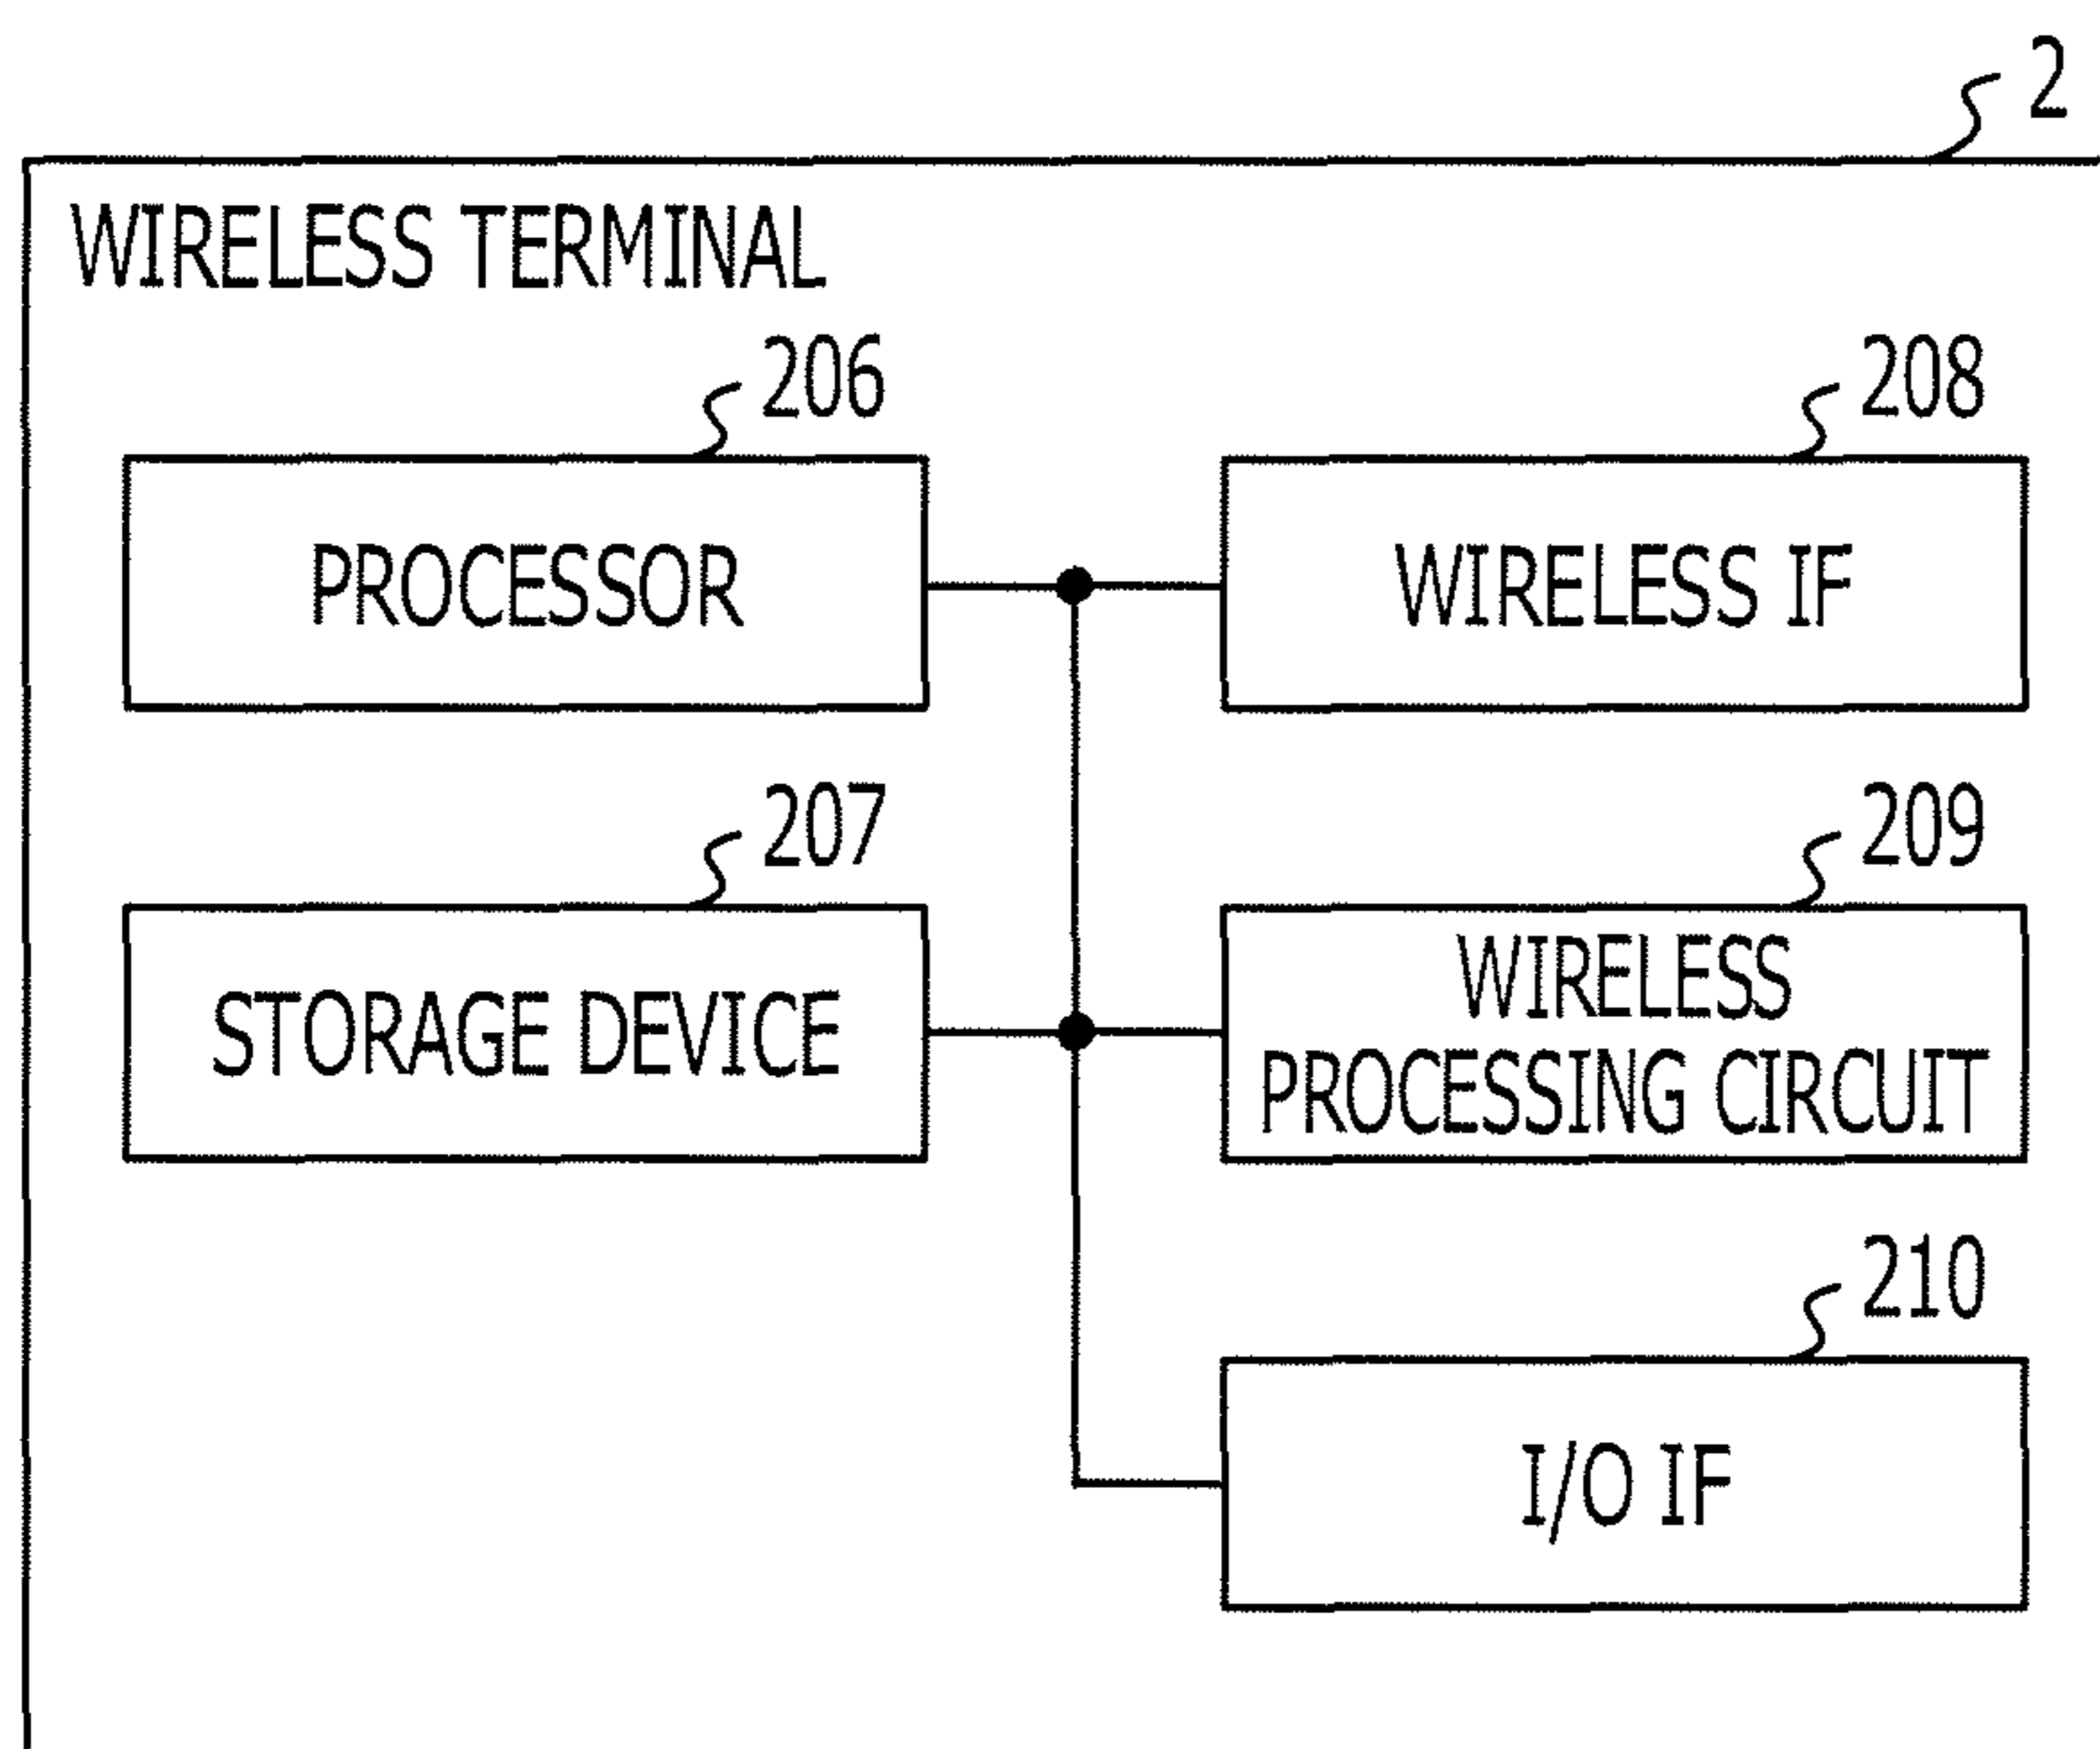 2
WIRELESS TERMINAL
206
208
PROCESSOR
WIRELESS IF
207
209
STORAGE DEVICE
WIRELESS
PROCESSING CIRCUIT
210
I/O IF